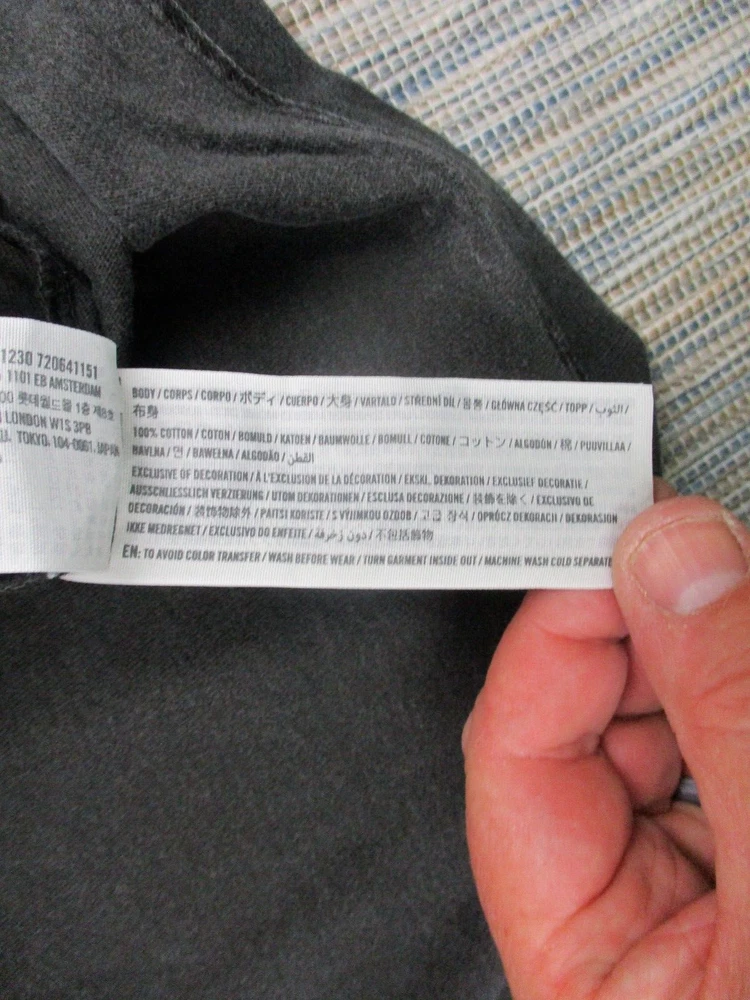 1230 720641151
1101 EB AMSTERDAM
LONDON W1S 3PB
TOKYO, 104-0061, JAPAN
BODY / CORPS / CORPO / ボディ / CUERPO / 大身 / VARTALO / STŘEDNÍ DÍL / 몸통 / GŁÓWNA CZĘŚĆ / TOPP / الثوب /
布身
100% COTTON / COTON / BOMULD / KATOEN / BAUMWOLLE / BOMULL / COTONE / コットン / ALGODÓN / 棉 / PUUVILLAA /
BAVLNA / 면 / BAWEŁNA / ALGODÃO / القطن
EXCLUSIVE OF DECORATION / À L'EXCLUSION DE LA DÉCORATION / EKSKL. DEKORATION / EXCLUSIEF DECORATIE /
AUSSCHLIESSLICH VERZIERUNG / UTOM DEKORATIONEN / ESCLUSA DECORAZIONE / 装飾を除く / EXCLUSIVO DE
DECORACIÓN / 装饰物除外 / PAITSI KORISTE / S VÝJIMKOU OZDOB / 고급 장식 / OPRÓCZ DEKORACJI / DEKORASJON
IKKE MEDREGNET / EXCLUSIVO DO ENFEITE / دون زخرفة / 不包括飾物
EN: TO AVOID COLOR TRANSFER / WASH BEFORE WEAR / TURN GARMENT INSIDE OUT / MACHINE WASH COLD SEPARATE